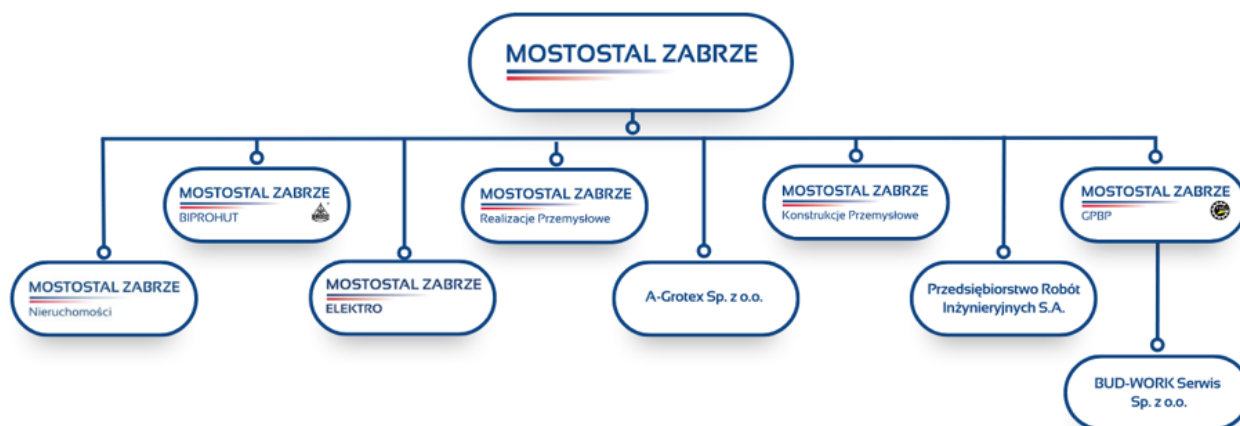 MOSTOSTAL ZABRZE
MOSTOSTAL ZABRZE
BIPROHUT
MOSTOSTAL ZABRZE
Realizacje Przemysłowe
MOSTOSTAL ZABRZE
Konstrukcje Przemysłowe
MOSTOSTAL ZABRZE
GPBP
MOSTOSTAL ZABRZE
Nieruchomości
MOSTOSTAL ZABRZE
ELEKTRO
A-Grotex Sp. z o.o.
Przedsiębiorstwo Robót
Inżynieryjnych S.A.
BUD-WORK Serwis
Sp. z o.o.